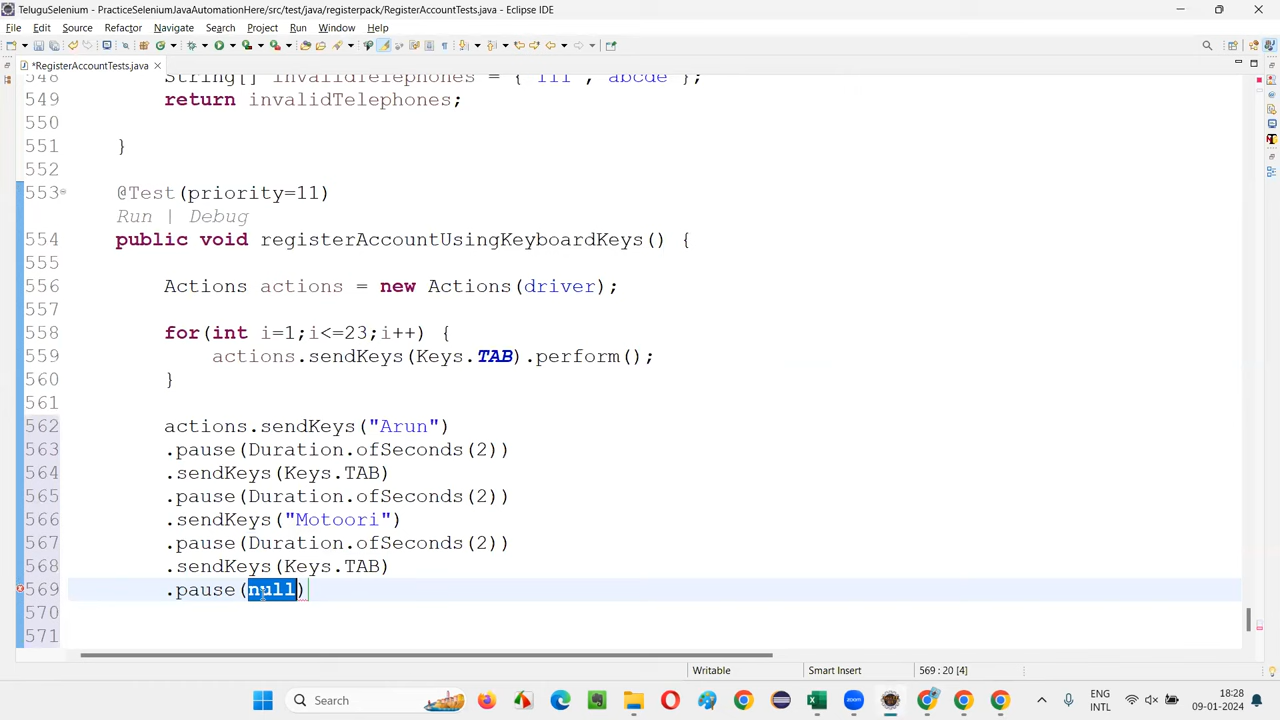 TeluguSelenium - PracticeSeleniumJavaAutomationHere/src/test/java/registerpack/RegisterAccountTests.java - Eclipse IDE
File Edit Source Refactor Navigate Search Project Run Window Help
*RegisterAccountTests.java
548 String[] invalidTelephones = { "111", "abcde" };
549 return invalidTelephones;
550
551 }
552
553 @Test(priority=11)
Run | Debug
554 public void registerAccountUsingKeyboardKeys() {
555
556 Actions actions = new Actions(driver);
557
558 for(int i=1;i<=23;i++) {
559 actions.sendKeys(Keys.TAB).perform();
560 }
561
562 actions.sendKeys("Arun")
563 .pause(Duration.ofSeconds(2))
564 .sendKeys(Keys.TAB)
565 .pause(Duration.ofSeconds(2))
566 .sendKeys("Motoori")
567 .pause(Duration.ofSeconds(2))
568 .sendKeys(Keys.TAB)
569 .pause(null)
570
571
Writable Smart Insert 569 : 20 [4]
Search
ENG
INTL
18:28
09-01-2024